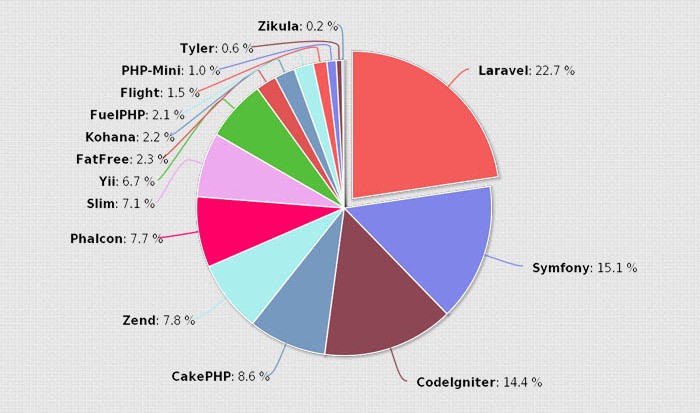 Zikula: 0.2 %
Tyler: 0.6 %
PHP-Mini: 1.0 %
Flight: 1.5 %
FuelPHP: 2.1 %
Kohana: 2.2 %
FatFree: 2.3 %
Yii: 6.7 %
Slim: 7.1 %
Phalcon: 7.7 %
Zend: 7.8 %
CakePHP: 8.6 %
Laravel: 22.7 %
Symfony: 15.1 %
CodeIgniter: 14.4 %